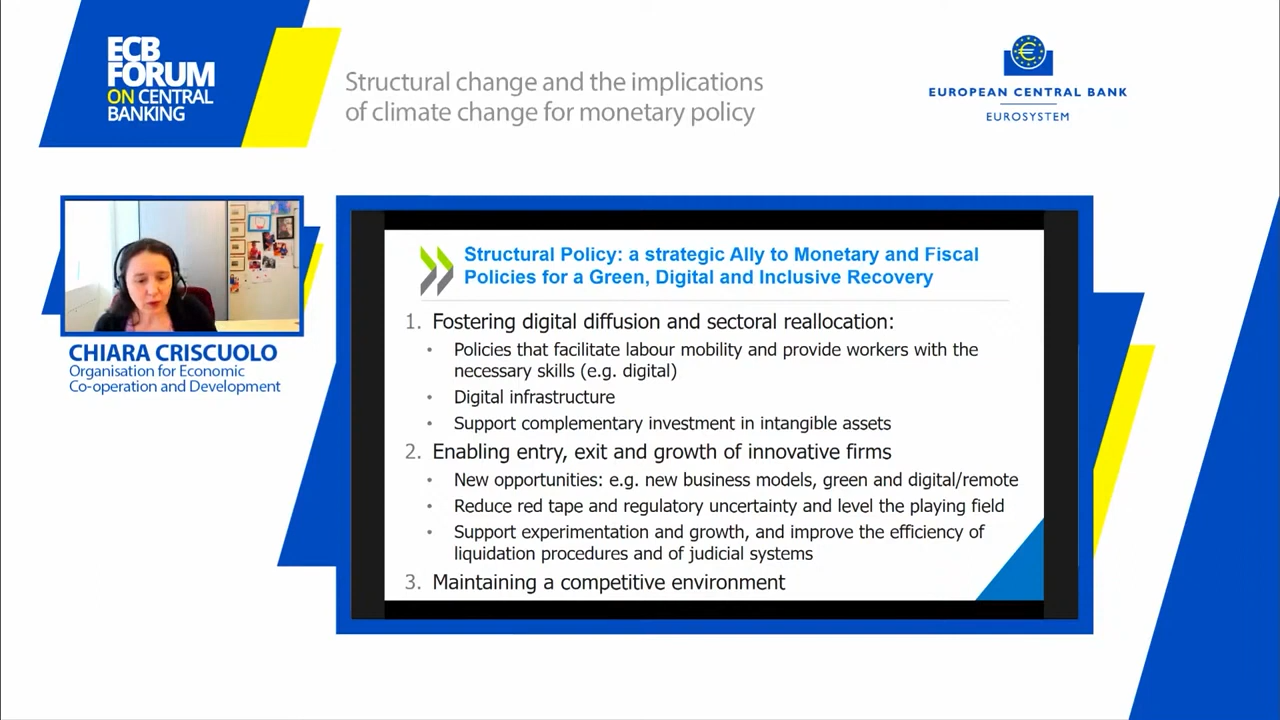 ECB
FORUM
ON CENTRAL
BANKING
Structural change and the implications
of climate change for monetary policy
EUROPEAN CENTRAL BANK
EUROSYSTEM
CHIARA CRISCUOLO
Organisation for Economic
Co-operation and Development
Structural Policy: a strategic Ally to Monetary and Fiscal
Policies for a Green, Digital and Inclusive Recovery
1. Fostering digital diffusion and sectoral reallocation:
• Policies that facilitate labour mobility and provide workers with the
necessary skills (e.g. digital)
• Digital infrastructure
• Support complementary investment in intangible assets
2. Enabling entry, exit and growth of innovative firms
• New opportunities: e.g. new business models, green and digital/remote
• Reduce red tape and regulatory uncertainty and level the playing field
• Support experimentation and growth, and improve the efficiency of
liquidation procedures and of judicial systems
3. Maintaining a competitive environment